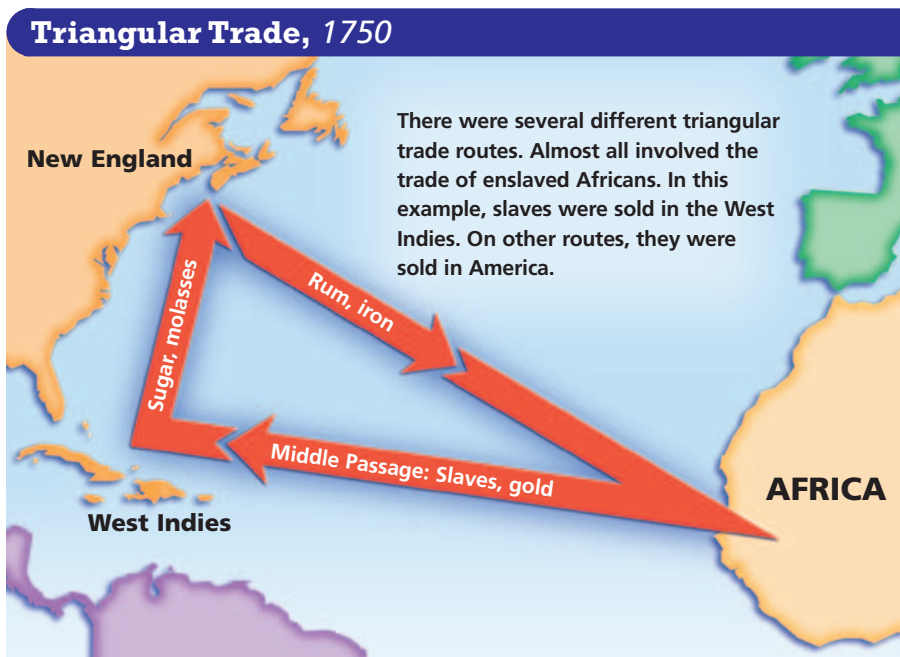 Triangular Trade, 1750
There were several different triangular
trade routes. Almost all involved the
trade of enslaved Africans. In this
example, slaves were sold in the West
Indies. On other routes, they were
sold in America.
New England
Rum, iron
Sugar, molasses
Middle Passage: Slaves, gold
AFRICA
West Indies